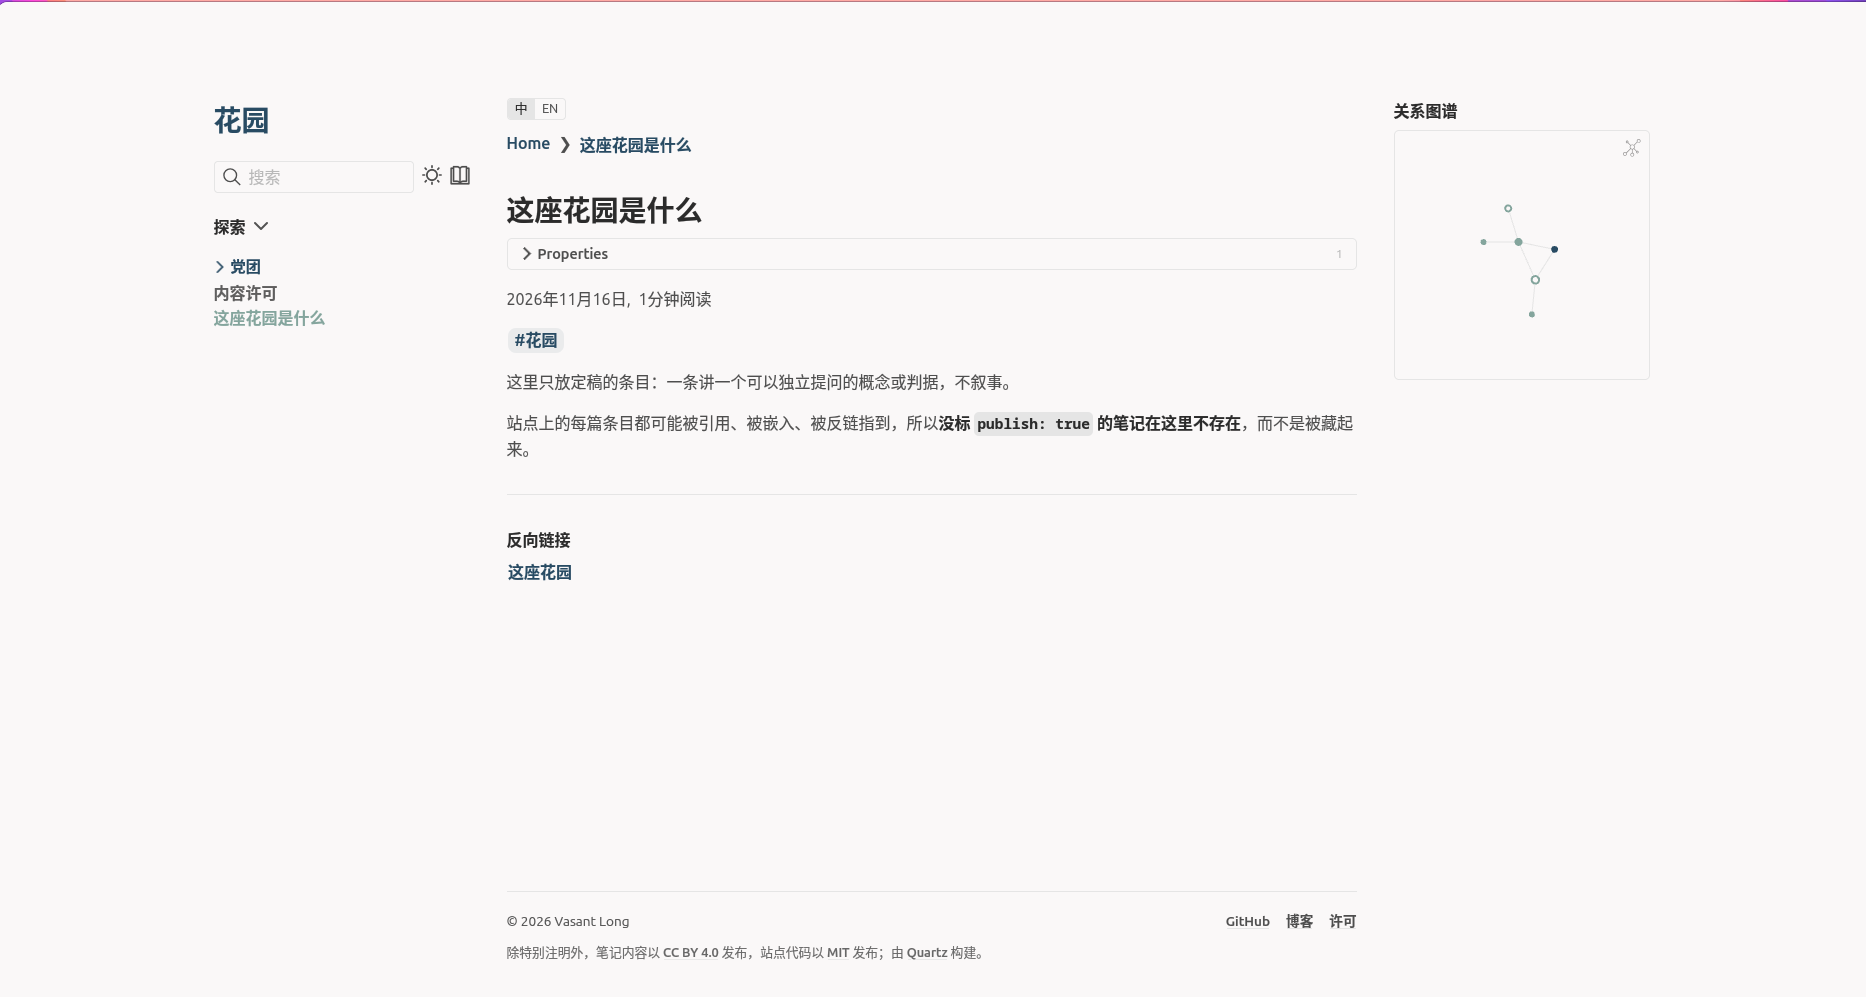 花园
搜索
探索
党团
内容许可
这座花园是什么
中 EN
Home ❯ 这座花园是什么
这座花园是什么
Properties 1
2026年11月16日, 1分钟阅读
#花园
这里只放定稿的条目：一条讲一个可以独立提问的概念或判据，不叙事。
站点上的每篇条目都可能被引用、被嵌入、被反链指到，所以没标 publish: true 的笔记在这里不存在，而不是被藏起
来。
反向链接
这座花园
关系图谱
© 2026 Vasant Long
GitHub 博客 许可
除特别注明外，笔记内容以 CC BY 4.0 发布，站点代码以 MIT 发布；由 Quartz 构建。